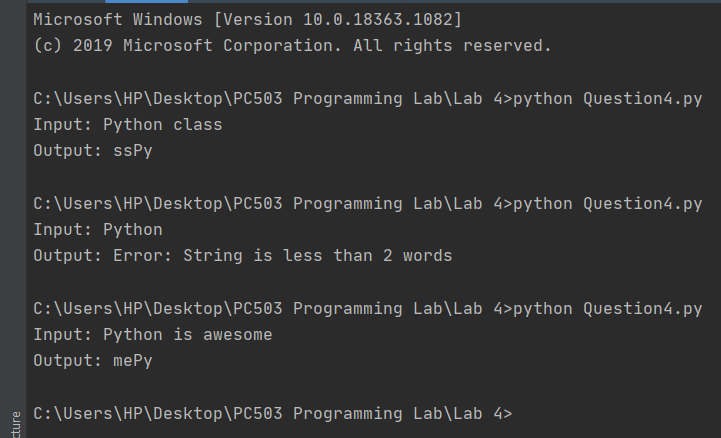 Microsoft Windows [Version 10.0.18363.1082]
(c) 2019 Microsoft Corporation. All rights reserved.
C:\Users\HP\Desktop\PC503 Programming Lab\Lab 4>python Question4.py
Input: Python class
Output: ssPy
C:\Users\HP\Desktop\PC503 Programming Lab\Lab 4>python Question4.py
Input: Python
Output: Error: String is less than 2 words
C:\Users\HP\Desktop\PC503 Programming Lab\Lab 4>python Question4.py
Input: Python is awesome
Output: mePy
C:\Users\HP\Desktop\PC503 Programming Lab\Lab 4>